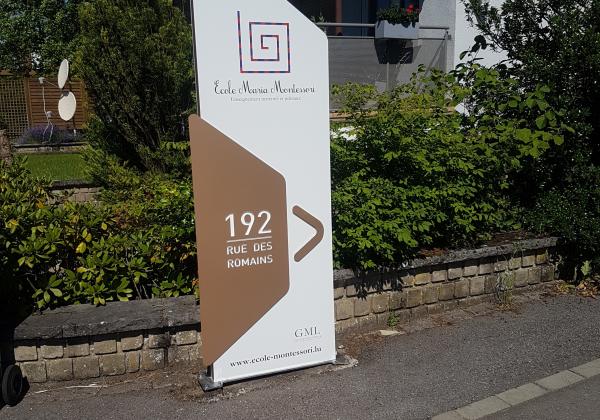 Ecole Maria Montessori
192
RUE DES
ROMAINS
GML
www.ecole-montessori.lu